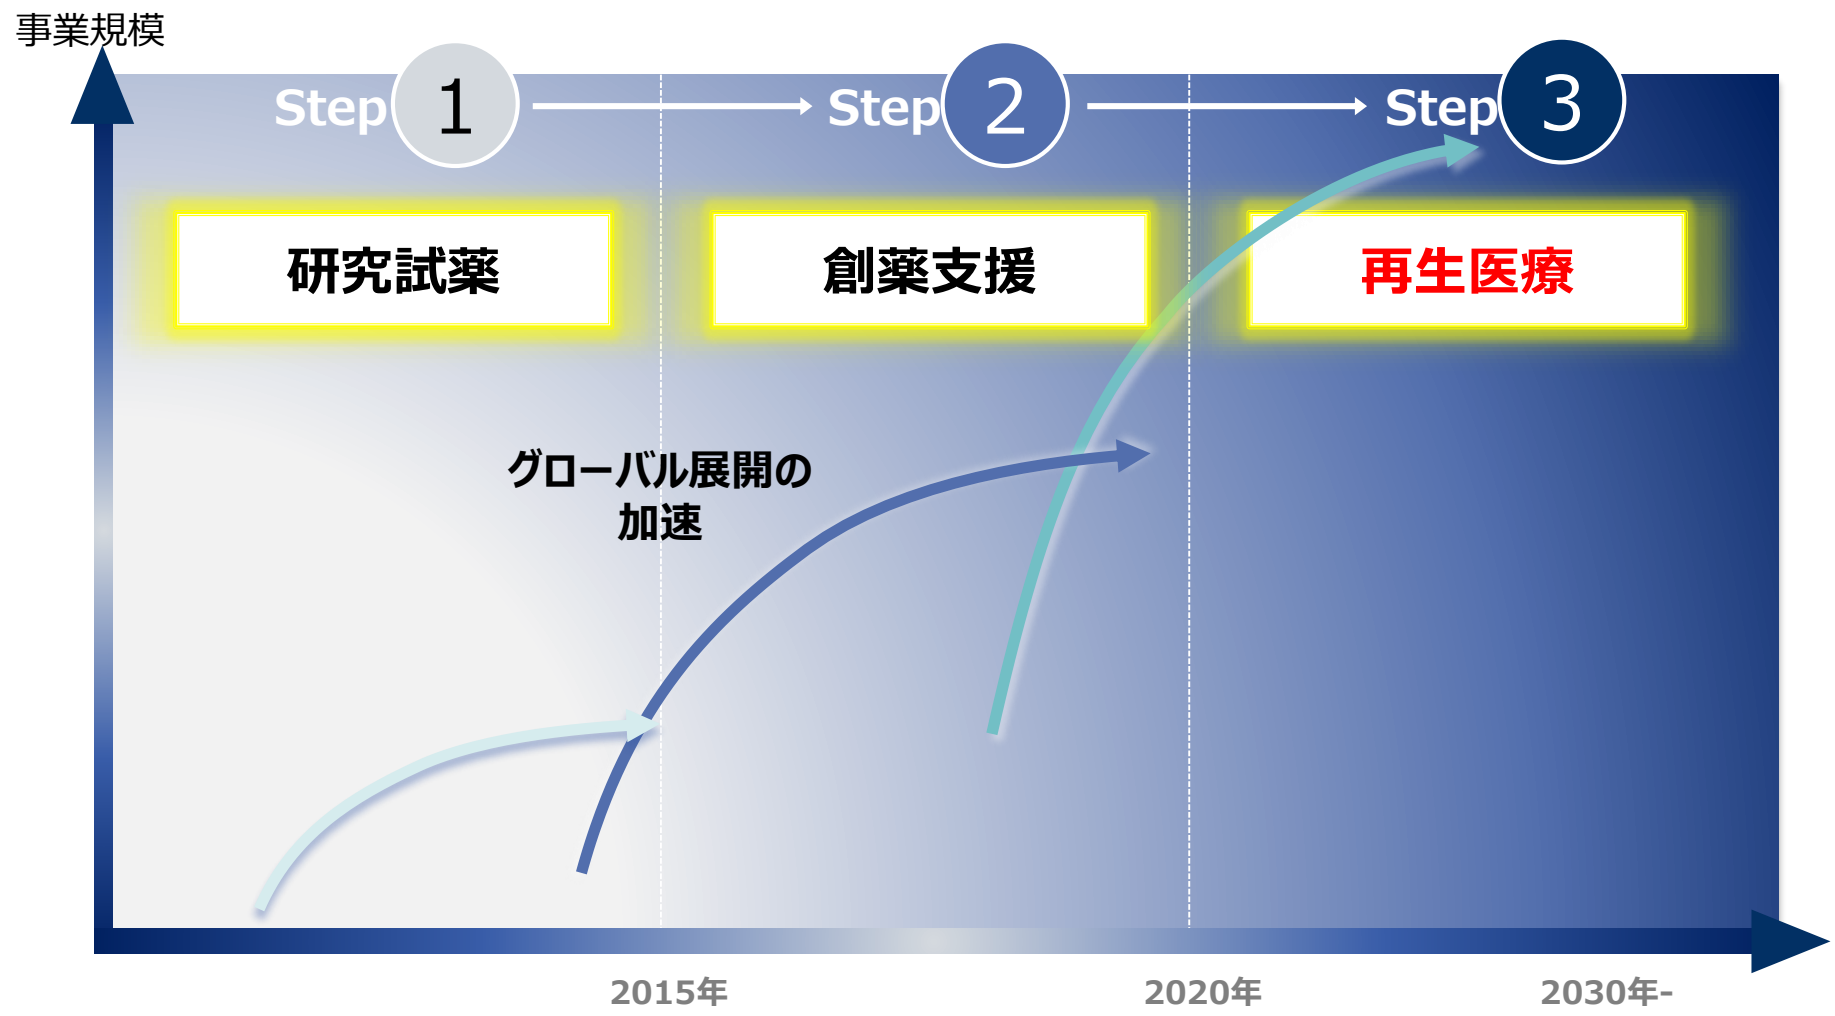 事業規模
Step 1
Step 2
Step 3
研究試薬
創薬支援
再生医療
グローバル展開の
加速
2015年
2020年
2030年-